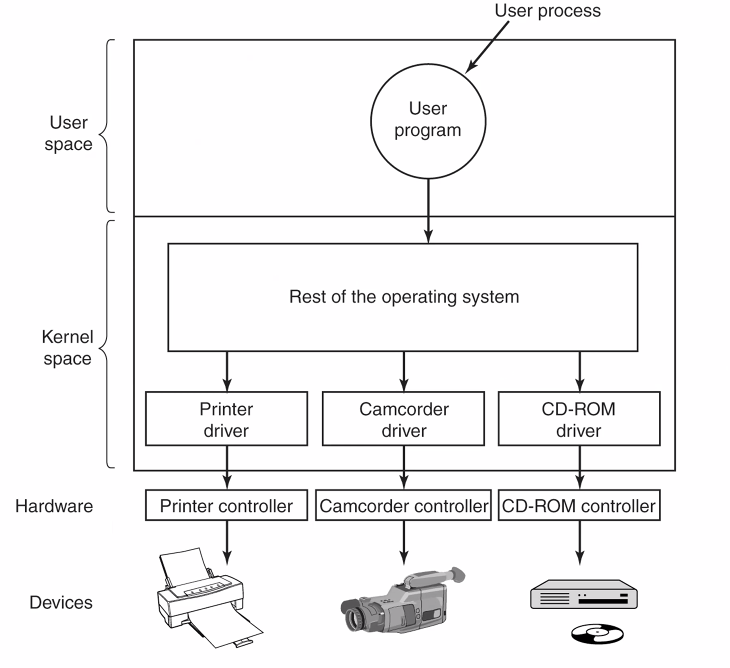 User process
User
program
User
space
Rest of the operating system
Kernel
space
Printer
driver
Camcorder
driver
CD-ROM
driver
Hardware
Printer controller
Camcorder controller
CD-ROM controller
Devices